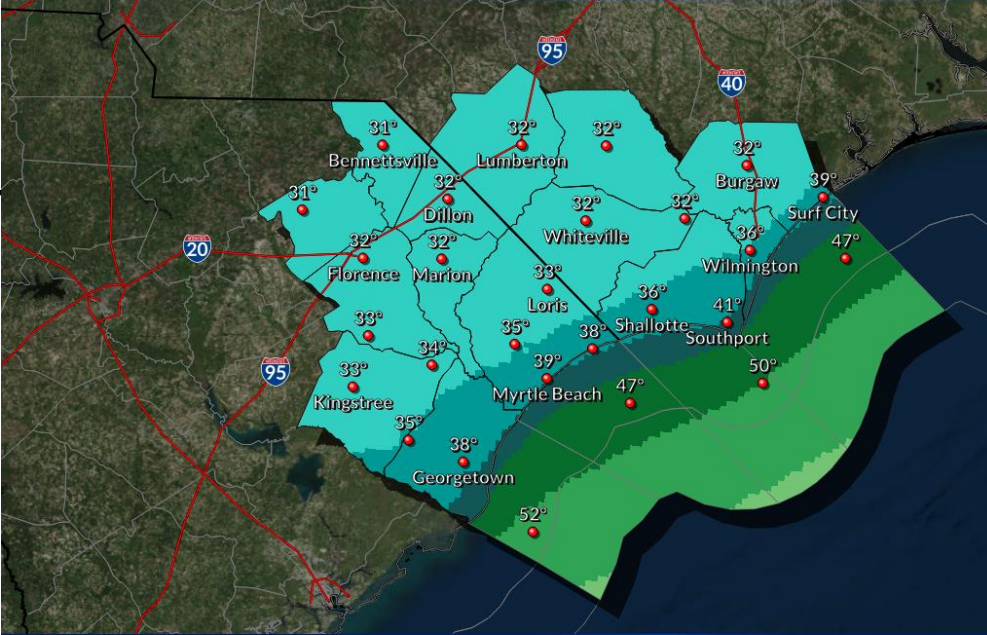 95
40
31°
Bennettsville
32°
Lumberton
32°
32°
Burgaw
31°
32°
Dillon
39°
Surf City
32°
Whiteville
32°
20
32°
Florence
32°
Marion
36°
Wilmington
47°
33°
Loris
36°
Shallotte
41°
Southport
33°
35°
38°
95
34°
33°
Kingstree
39°
Myrtle Beach
47°
50°
35°
38°
Georgetown
52°